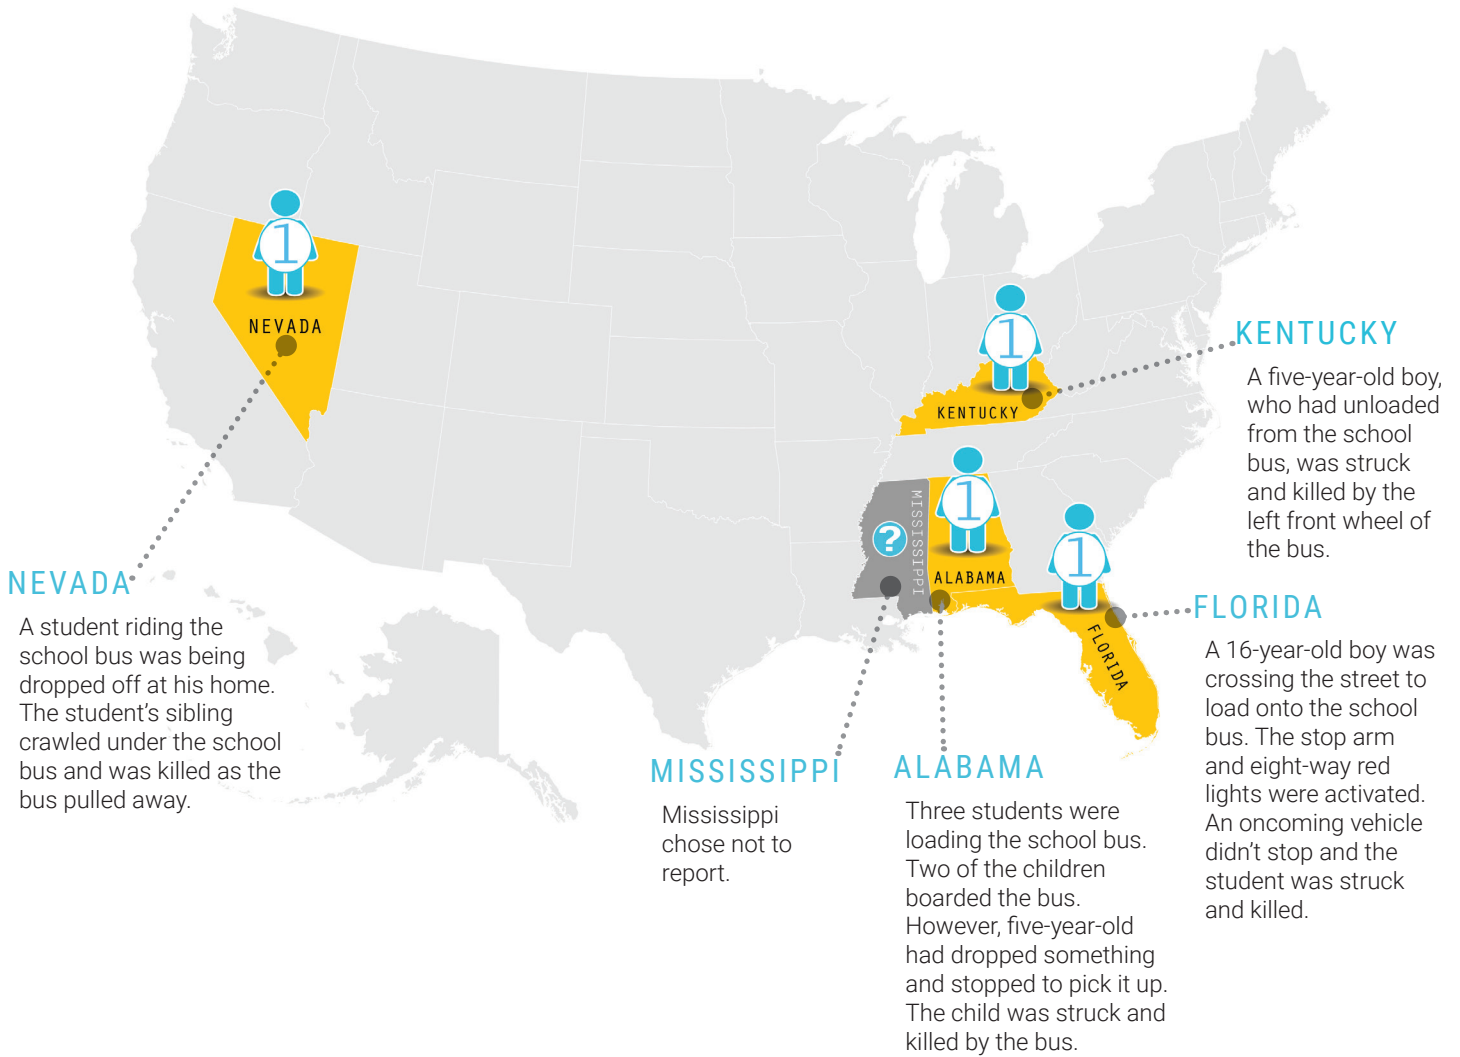 1
NEVADA
1
KENTUCKY
1
ALABAMA
MISSISSIPPI
?
1
FLORIDA
KENTUCKY
A five-year-old boy,
who had unloaded
from the school
bus, was struck
and killed by the
left front wheel of
the bus.
NEVADA
A student riding the
school bus was being
dropped off at his home.
The student's sibling
crawled under the school
bus and was killed as the
bus pulled away.
MISSISSIPPI
Mississippi
chose not to
report.
ALABAMA
Three students were
loading the school bus.
Two of the children
boarded the bus.
However, five-year-old
had dropped something
and stopped to pick it up.
The child was struck and
killed by the bus.
FLORIDA
A 16-year-old boy was
crossing the street to
load onto the school
bus. The stop arm
and eight-way red
lights were activated.
An oncoming vehicle
didn't stop and the
student was struck
and killed.